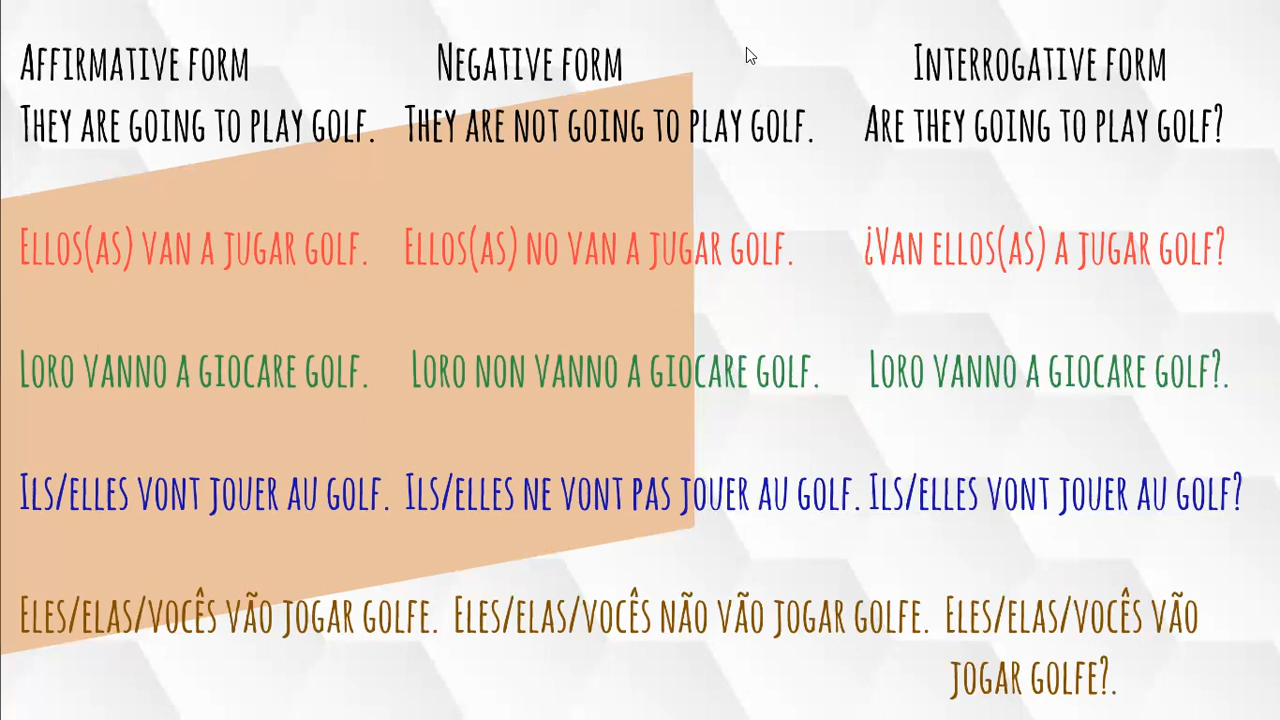 Affirmative form Negative form Interrogative form
They are going to play golf. They are not going to play golf. Are they going to play golf?
Ellos(as) van a jugar golf. Ellos(as) no van a jugar golf. ¿Van ellos(as) a jugar golf?
Loro vanno a giocare golf. Loro non vanno a giocare golf. Loro vanno a giocare golf?.
Ils/elles vont jouer au golf. Ils/elles ne vont pas jouer au golf. Ils/elles vont jouer au golf?
Eles/elas/vocês vão jogar golfe. Eles/elas/vocês não vão jogar golfe. Eles/elas/vocês vão
jogar golfe?.